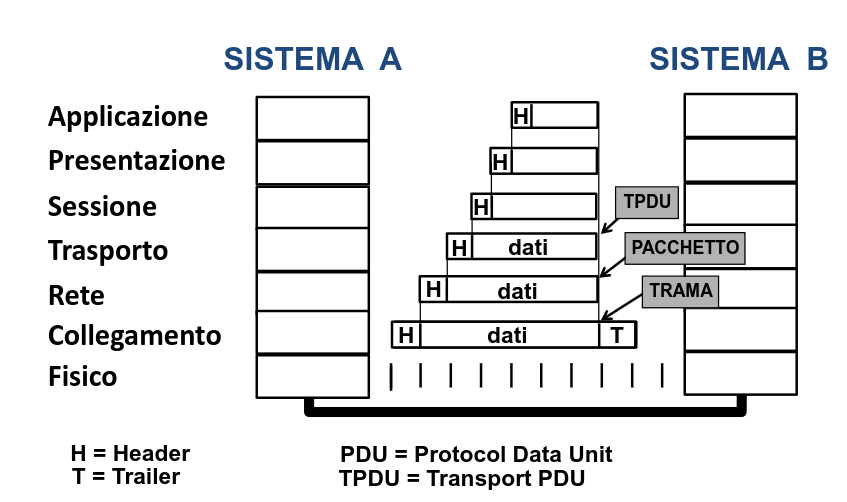 SISTEMA A
SISTEMA B
Applicazione
H
Presentazione
H
Sessione
H
TPDU
Trasporto
H dati
PACCHETTO
Rete
H dati
TRAMA
Collegamento
H dati T
Fisico
H = Header
T = Trailer
PDU = Protocol Data Unit
TPDU = Transport PDU